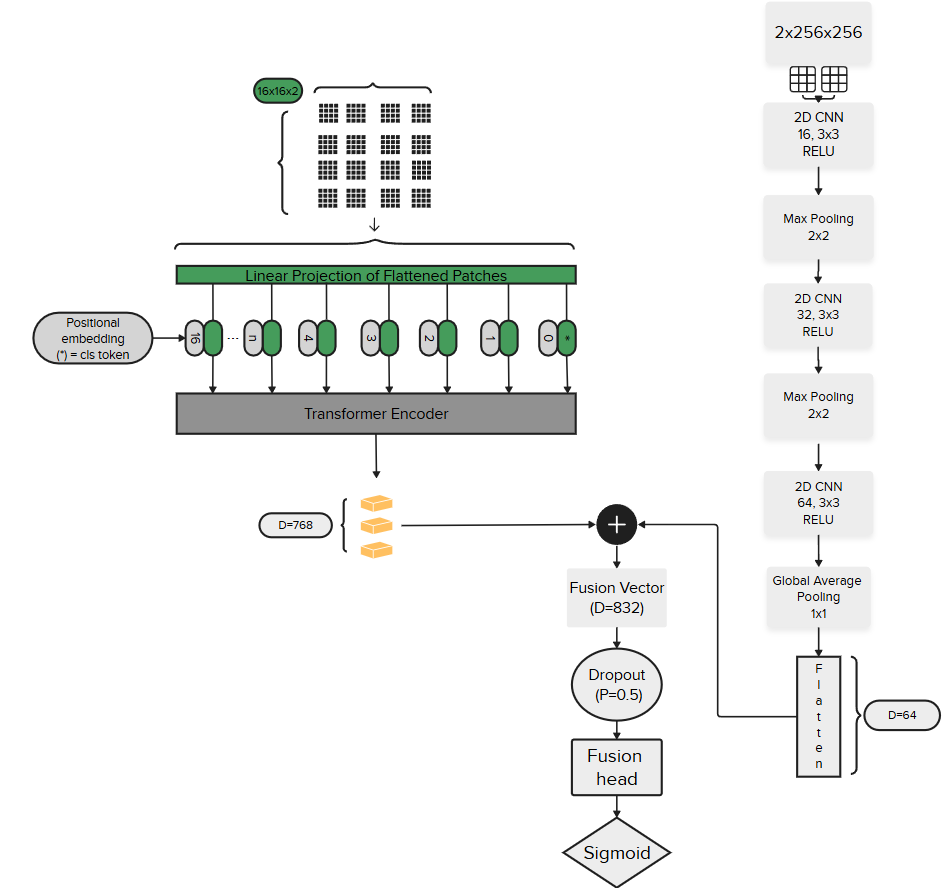 2x256x256
16x16x2
2D CNN
16, 3x3
RELU
Max Pooling
2x2
Linear Projection of Flattened Patches
2D CNN
32, 3x3
RELU
Positional
embedding
(*) = cls token
16
...
n
4
3
2
1
0
*
Max Pooling
2x2
Transformer Encoder
2D CNN
64, 3x3
RELU
D=768
+
Fusion Vector
(D=832)
Global Average
Pooling
1x1
Dropout
(P=0.5)
F
l
a
t
t
e
n
D=64
Fusion
head
Sigmoid